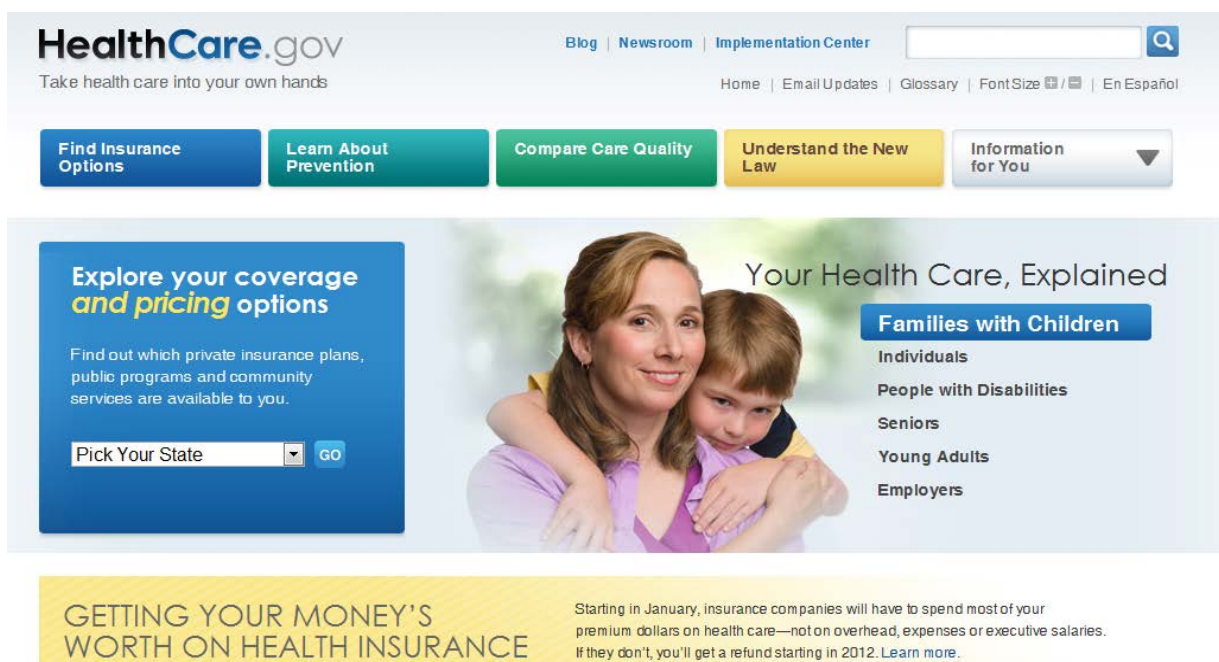 HealthCare.gov
Take health care into your own hands
Blog | Newsroom | Implementation Center
Home | Email Updates | Glossary | Font Size + / - | En Español
Find Insurance
Options
Learn About
Prevention
Compare Care Quality
Understand the New
Law
Information
for You
Explore your coverage
and pricing options
Find out which private insurance plans,
public programs and community
services are available to you.
Pick Your State
GO
Your Health Care, Explained
Families with Children
Individuals
People with Disabilities
Seniors
Young Adults
Employers
GETTING YOUR MONEY'S
WORTH ON HEALTH INSURANCE
Starting in January, insurance companies will have to spend most of your
premium dollars on health care—not on overhead, expenses or executive salaries.
If they don't, you'll get a refund starting in 2012. Learn more.